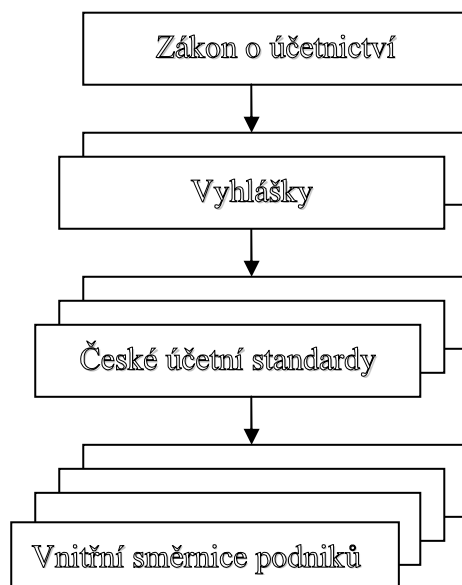 Zákon o účetnictví
Vyhlášky
České účetní standardy
Vnitřní směrnice podniků